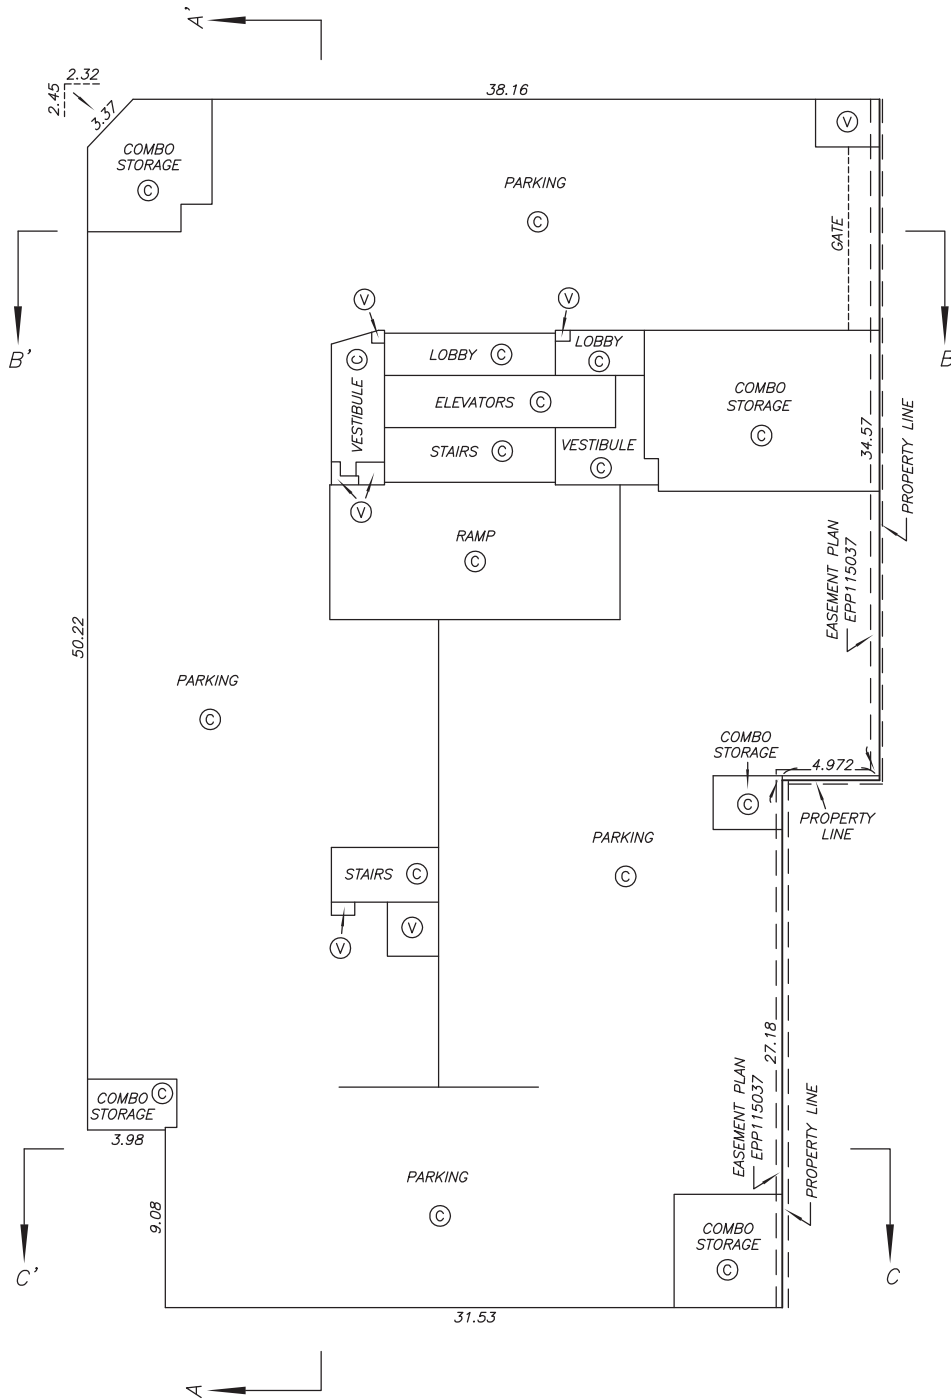 A'
2.32
2.45
3.37
38.16
COMBO
STORAGE
C
V
PARKING
C
GATE
B'
B
V
V
LOBBY C
LOBBY
C
VESTIBULE C
ELEVATORS C
STAIRS C
VESTIBULE
C
V
COMBO
STORAGE
C
34.57
PROPERTY LINE
RAMP
C
EASEMENT PLAN
EPP115037
50.22
PARKING
C
COMBO
STORAGE
C
4.972
PROPERTY
LINE
PARKING
C
STAIRS C
V
V
27.18
EASEMENT PLAN
EPP115037
PROPERTY LINE
COMBO C
STORAGE
3.98
9.08
PARKING
C
COMBO
STORAGE
C
C'
C
31.53
A